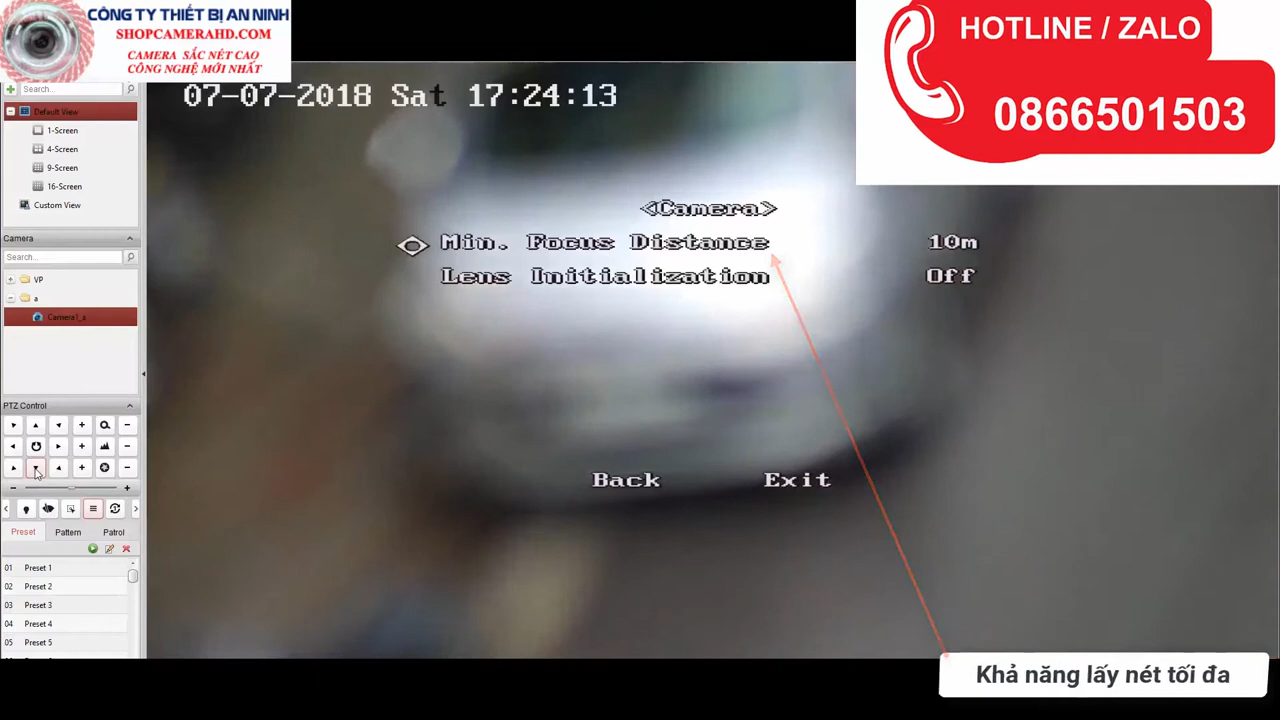 CÔNG TY THIẾT BỊ AN NINH
SHOPCAMERAHD.COM
CAMERA SẮC NÉT CAO
CÔNG NGHỆ MỚI NHẤT
HOTLINE / ZALO
0866501503
Search...
Default View
1-Screen
4-Screen
9-Screen
16-Screen
Custom View
Camera
Search...
VP
a
Camera1_a
PTZ Control
Preset Pattern Patrol
01 Preset 1
02 Preset 2
03 Preset 3
04 Preset 4
05 Preset 5
07-07-2018 Sat 17:24:13
<Camera>
Min. Focus Distance 10m
Lens Initialization Off
Back Exit
Khả năng lấy nét tối đa